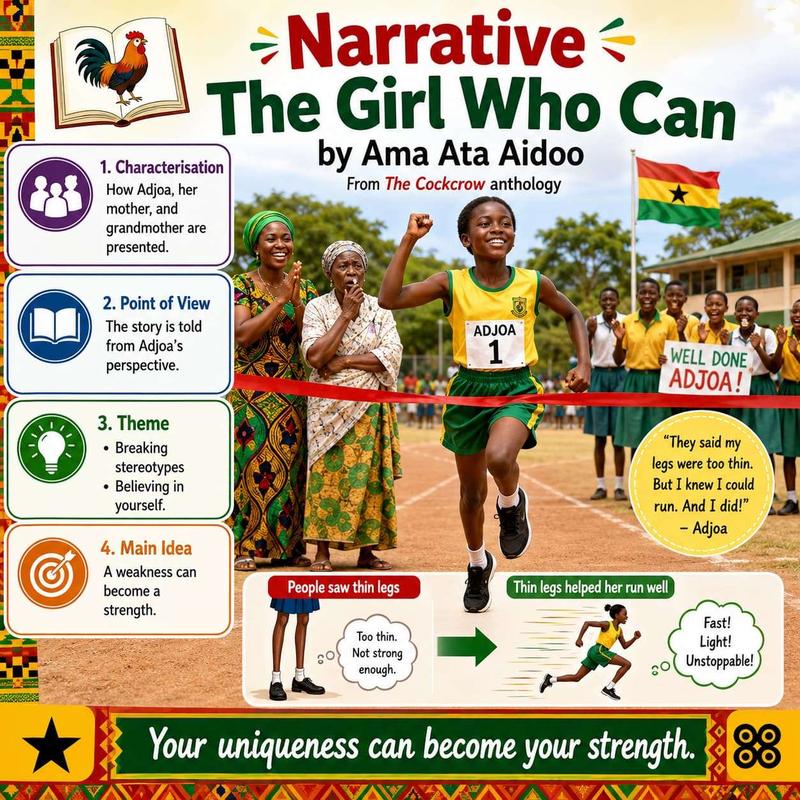 Narrative
The Girl Who Can
by Ama Ata Aidoo
From The Cockcrow anthology
1. Characterisation
How Adjoa, her
mother, and
grandmother are
presented.
2. Point of View
The story is told
from Adjoa's
perspective.
3. Theme
• Breaking
stereotypes
• Believing in
yourself.
4. Main Idea
A weakness can
become a
strength.
ADJOA
1
WELL DONE
ADJOA!
"They said my
legs were too thin.
But I knew I could
run. And I did!"
– Adjoa
People saw thin legs
Too thin.
Not strong
enough.
Thin legs helped her run well
Fast!
Light!
Unstoppable!
Your uniqueness can become your strength.